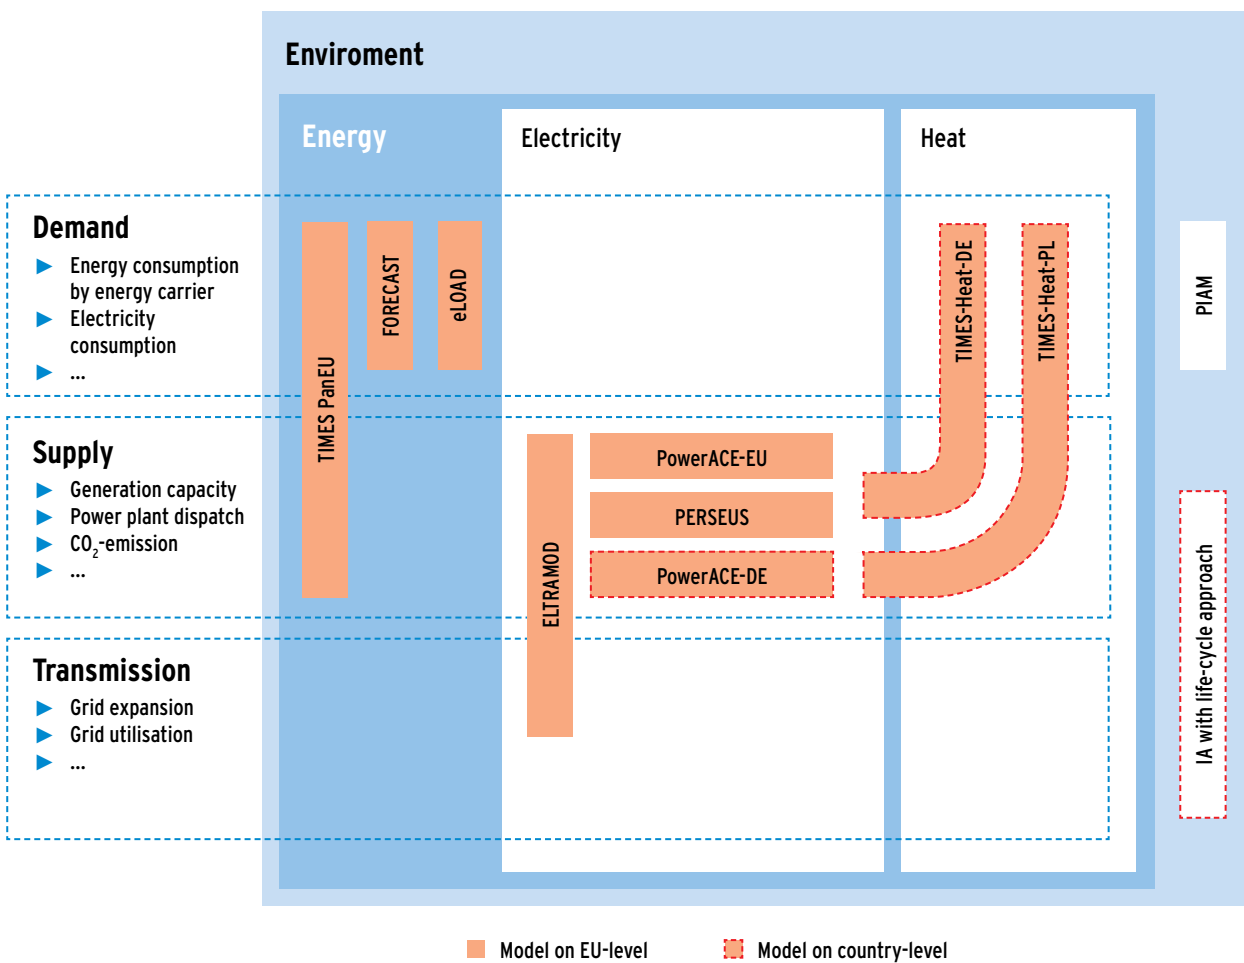 Enviroment
Energy
Electricity
Heat
Demand
▶ Energy consumption
by energy carrier
▶ Electricity
consumption
▶ ...
TIMES PanEU
FORECAST
eLOAD
TIMES-Heat-DE
TIMES-Heat-PL
PIAM
Supply
▶ Generation capacity
▶ Power plant dispatch
▶ CO₂-emission
▶ ...
ELTRAMOD
PowerACE-EU
PERSEUS
PowerACE-DE
IA with life-cycle approach
Transmission
▶ Grid expansion
▶ Grid utilisation
▶ ...
Model on EU-level
Model on country-level